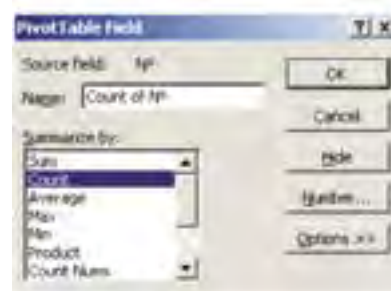 PivotTable Field
Source field: Nº
Name: Count of Nº
Summarize by:
Sum
Count
Average
Max
Min
Product
Count Nums
OK
Cancel
Hide
Number...
Options >>